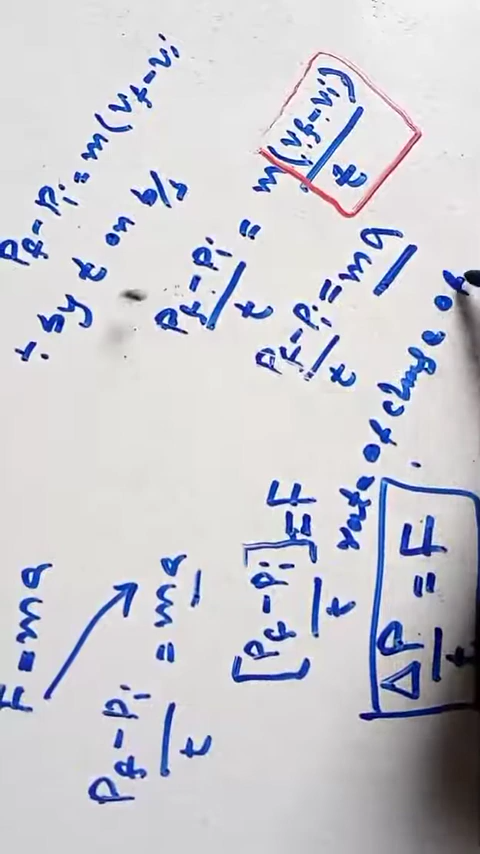 Pf - Pi = m(Vf - Vi
÷ by t on b/s
Pf - Pi / t = m (Vf - Vi) / t
Pf - Pi / t = ma
rate of change of
F = ma
Pf - Pi / t = ma
[Pf - Pi / t] = F
ΔP / t = F